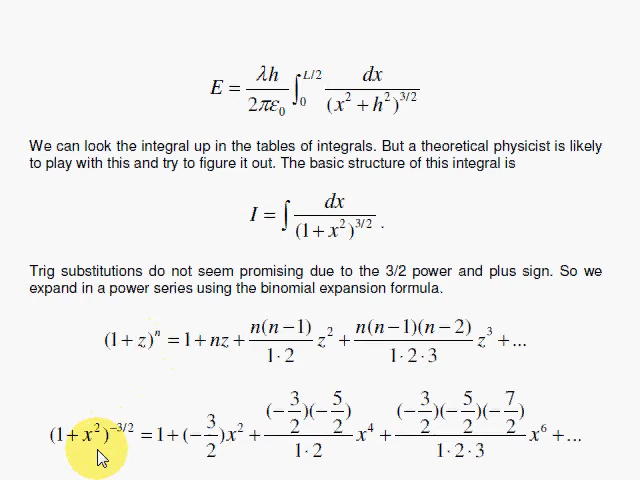 E = λh/2πε₀ ∫₀^{L/2} dx/(x² + h²)^{3/2}
We can look the integral up in the tables of integrals. But a theoretical physicist is likely
to play with this and try to figure it out. The basic structure of this integral is
I = ∫ dx/(1 + x²)^{3/2} .
Trig substitutions do not seem promising due to the 3/2 power and plus sign. So we
expand in a power series using the binomial expansion formula.
(1 + z)ⁿ = 1 + nz + n(n−1)/1·2 z² + n(n−1)(n−2)/1·2·3 z³ + ...
(1 + x²)^{−3/2} = 1 + (−3/2)x² + (−3/2)(−5/2)/1·2 x⁴ + (−3/2)(−5/2)(−7/2)/1·2·3 x⁶ + ...